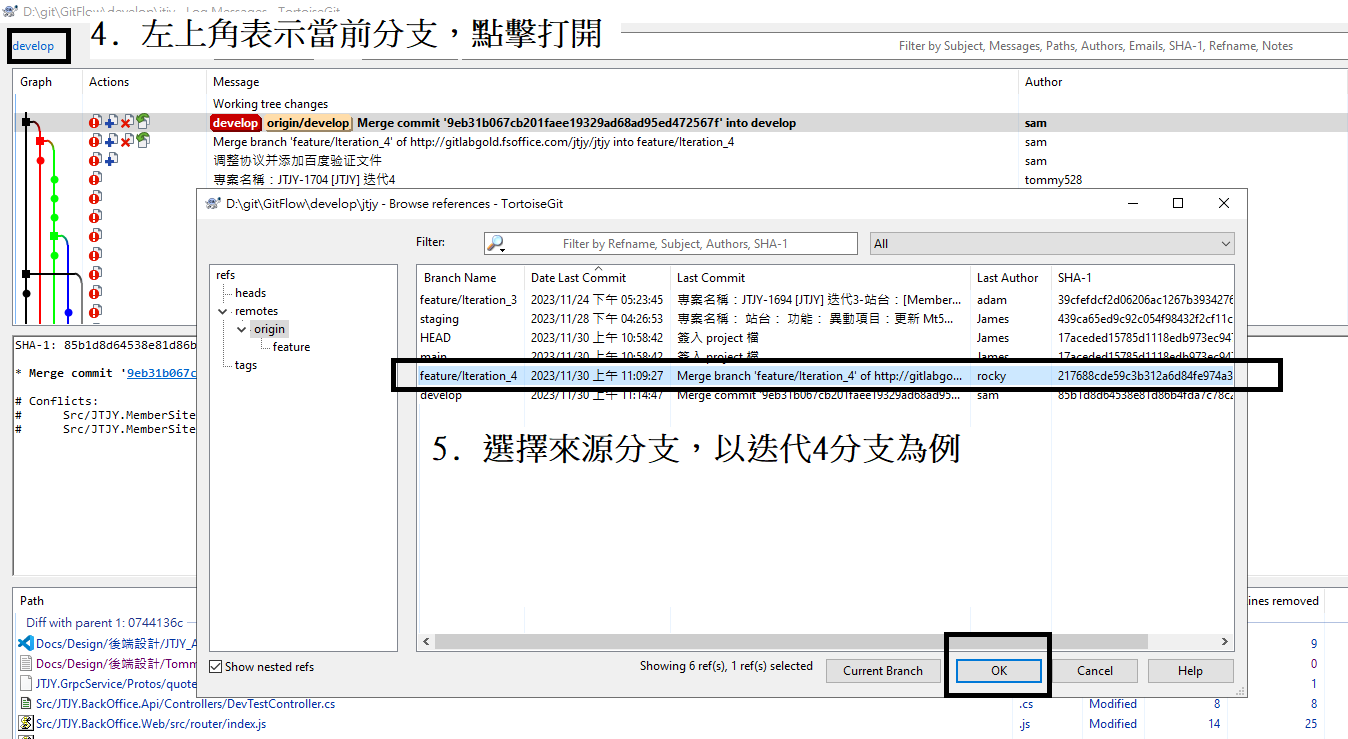 D:\git\GitFlow\develop\jtjy - Log Messages - TortoiseGit
develop
4. 左上角表示當前分支，點擊打開
Filter by Subject, Messages, Paths, Authors, Emails, SHA-1, Refname, Notes
Graph Actions Message Author
Working tree changes
develop origin/develop Merge commit '9eb31b067cb201faee19329ad68ad95ed472567f' into develop sam
Merge branch 'feature/Iteration_4' of http://gitlabgold.fsoffice.com/jtjy/jtjy into feature/Iteration_4 sam
调整协议并添加百度验证文件 sam
專案名稱：JTJY-1704 [JTJY] 迭代4 tommy528
D:\git\GitFlow\develop\jtjy - Browse references - TortoiseGit
Filter: Filter by Refname, Subject, Authors, SHA-1 All
refs
heads
remotes
origin
feature
tags
Branch Name Date Last Commit Last Commit Last Author SHA-1
feature/Iteration_3 2023/11/24 下午 05:23:45 專案名稱：JTJY-1694 [JTJY] 迭代3-站台：[Member... adam 39cfefdcf2d06206ac1267b3934276
staging 2023/11/28 下午 04:26:53 專案名稱： 站台： 功能： 異動項目：更新 Mt5... James 439ca65ed9c92c054f98432f2cf11c
HEAD 2023/11/30 上午 10:58:42 簽入 project 檔 James 17aceded15785d1118edb973ec947
main 2023/11/30 上午 10:58:42 簽入 project 檔 James 17aceded15785d1118edb973ec947
feature/Iteration_4 2023/11/30 上午 11:09:27 Merge branch 'feature/Iteration_4' of http://gitlabgo... rocky 217688cde59c3b312a6d84fe974a3
develop 2023/11/30 上午 11:14:47 Merge commit '9eb31b067cb201faee19329ad68ad95... sam 85b1d8d64538e81d86b4fda7c78c2
5. 選擇來源分支，以迭代4分支為例
Show nested refs
Showing 6 ref(s), 1 ref(s) selected
Current Branch OK Cancel Help
SHA-1: 85b1d8d64538e81d86b
* Merge commit '9eb31b067c
# Conflicts:
# Src/JTJY.MemberSite
# Src/JTJY.MemberSite
Path ines removed
Diff with parent 1: 0744136c
Docs/Design/後端設計/JTJY_A 9
Docs/Design/後端設計/Tomm 0
JTJY.GrpcService/Protos/quote 1
Src/JTJY.BackOffice.Api/Controllers/DevTestController.cs .cs Modified 8 8
Src/JTJY.BackOffice.Web/src/router/index.js .js Modified 14 25